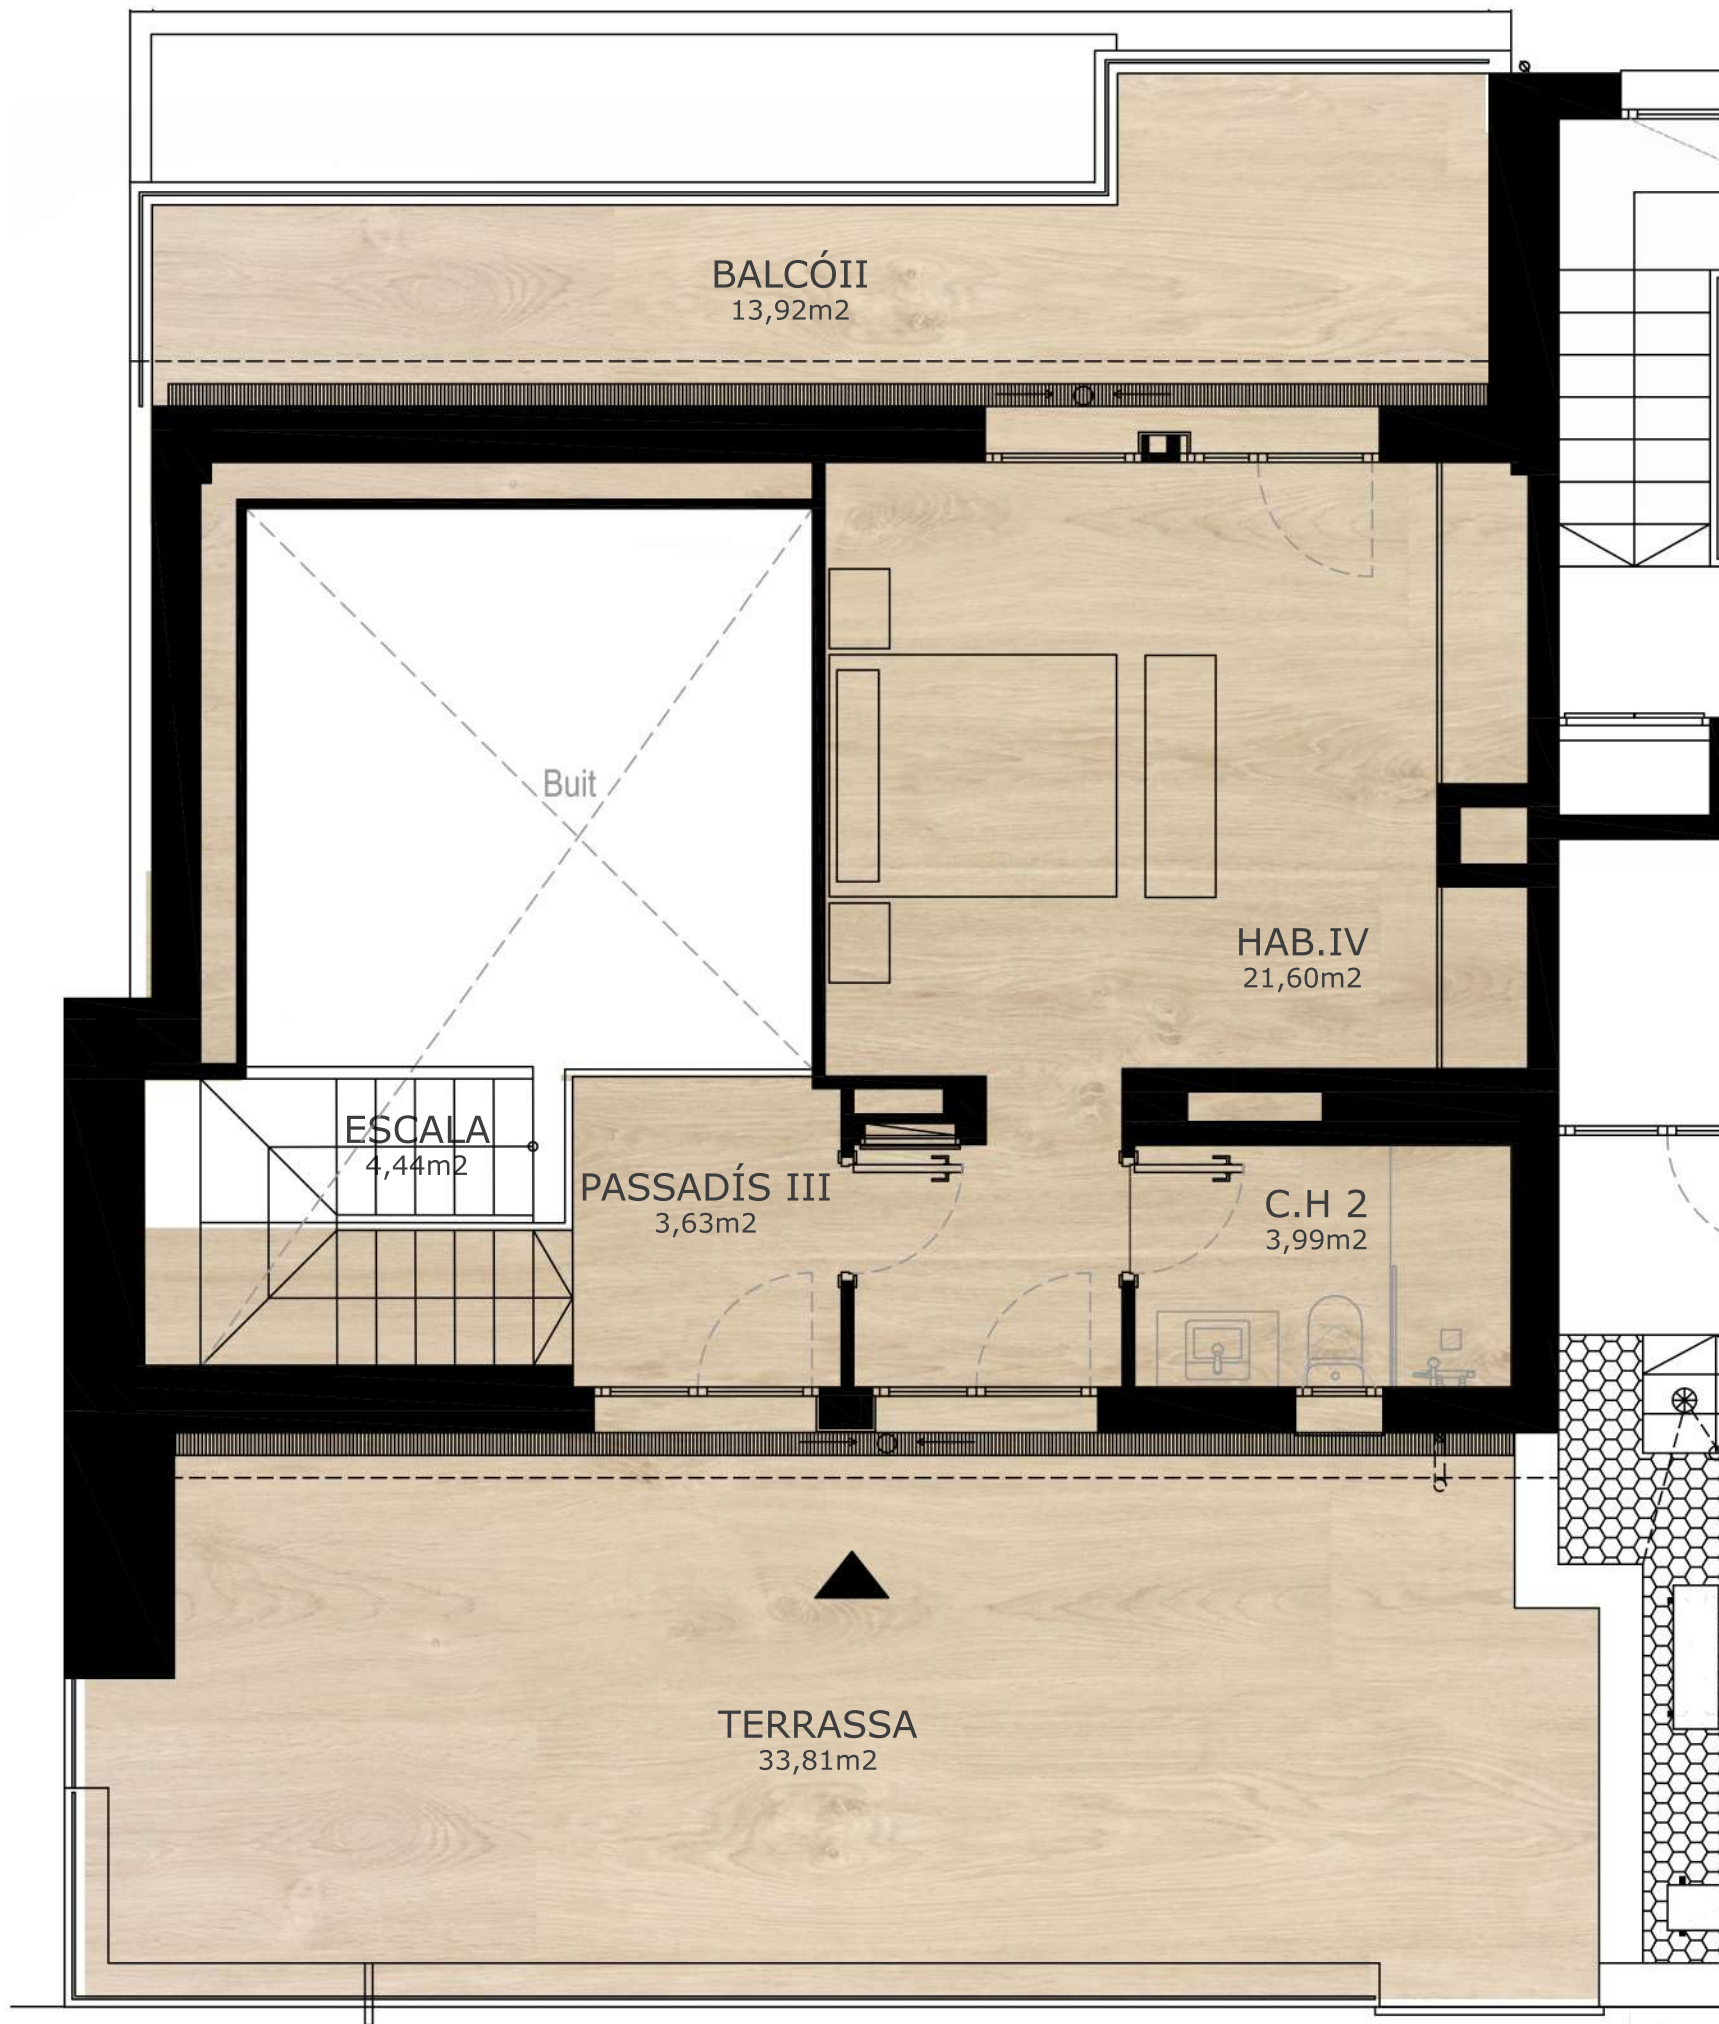 BALCÓII
13,92m2
Buit
HAB.IV
21,60m2
ESCALA
4,44m2
PASSADÍS III
3,63m2
C.H 2
3,99m2
TERRASSA
33,81m2